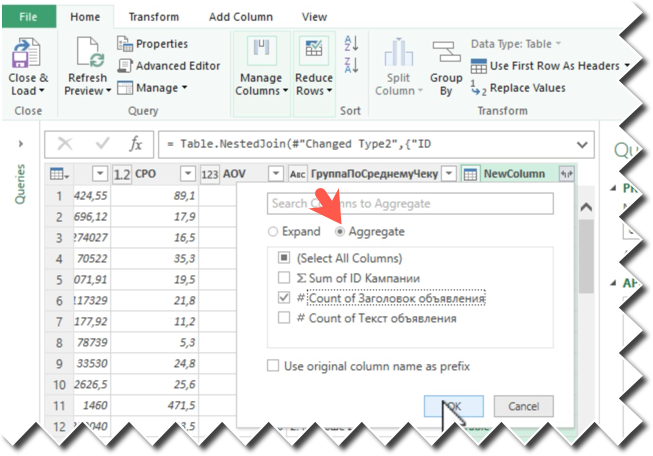 File Home Transform Add Column View
Close & Load
Refresh Preview
Properties
Advanced Editor
Manage
Manage Columns
Reduce Rows
Split Column
Group By
Data Type: Table
Use First Row As Headers
Replace Values
Close Query Sort Transform
= Table.NestedJoin(#"Changed Type2",{"ID
Queries
1.2 CPO 123 AOV ABC ГруппаПоСреднемуЧеку NewColumn
1 424,55 89,1
2 696,12 17,9
3 274027 16,5
4 70522 35,3
5 071,91 19,5
6 117329 21,8
7 177,92 11,2
8 78739 5,3
9 33530 24,8
10 2626,5 25,6
11 1460 471,5
12
Search Columns to Aggregate
Expand Aggregate
(Select All Columns)
Σ Sum of ID Кампании
# Count of Заголовок объявления
# Count of Текст объявления
Use original column name as prefix
OK Cancel